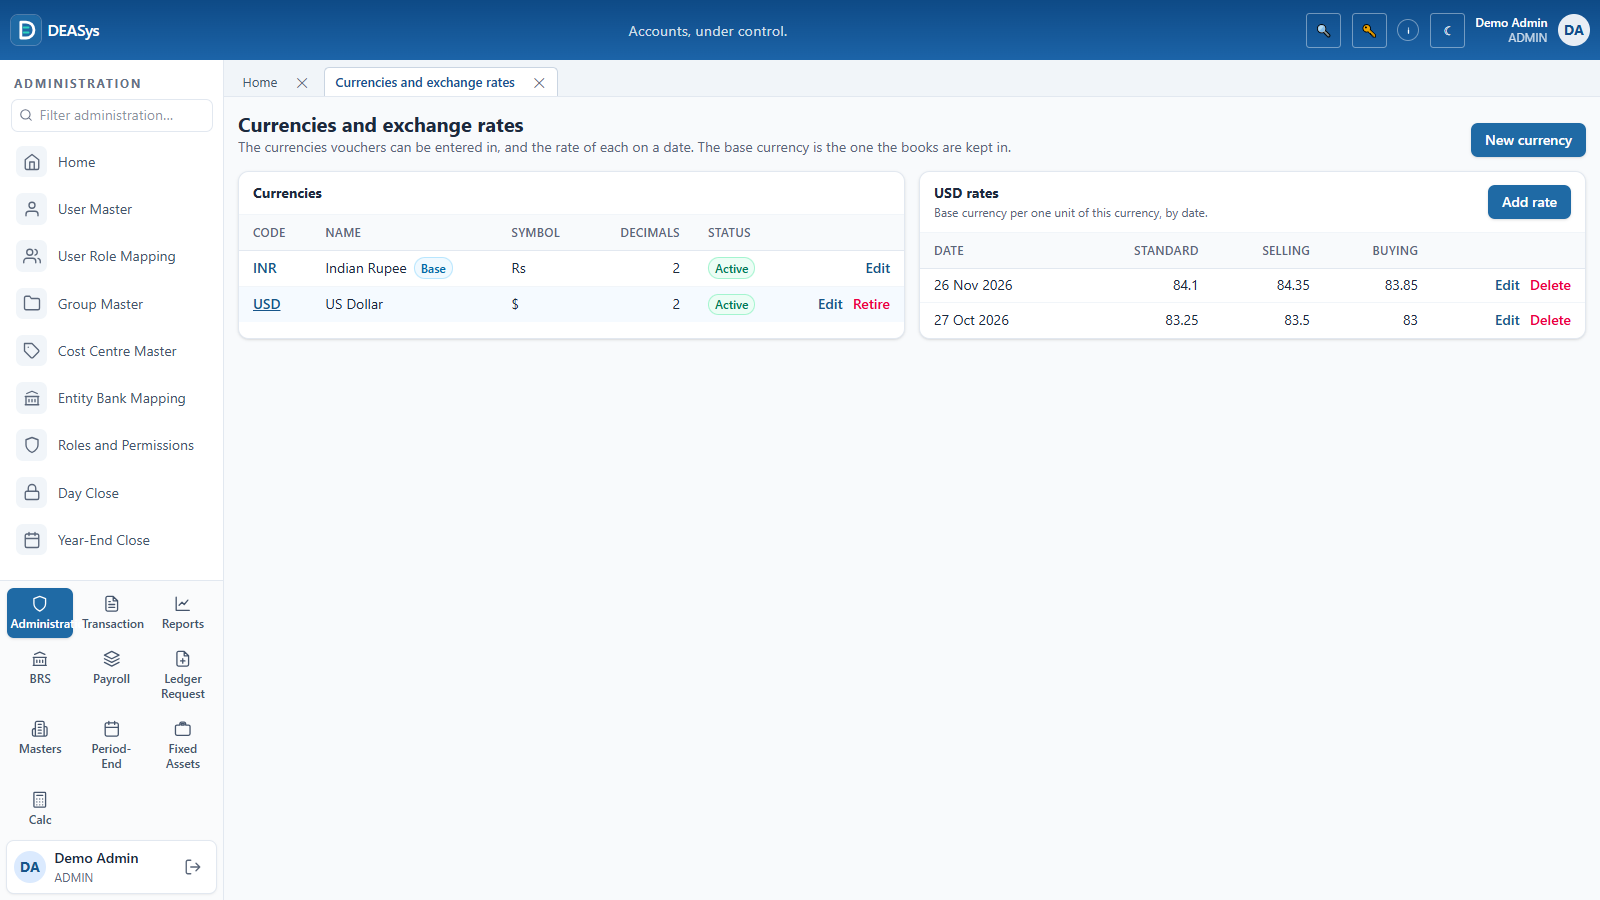 DEASys
Accounts, under control.
Demo Admin
ADMIN
DA
ADMINISTRATION
Filter administration...
Home
User Master
User Role Mapping
Group Master
Cost Centre Master
Entity Bank Mapping
Roles and Permissions
Day Close
Year-End Close
Administrat
Transaction
Reports
BRS
Payroll
Ledger
Request
Masters
Period-
End
Fixed
Assets
Calc
DA
Demo Admin
ADMIN
Home
Currencies and exchange rates
Currencies and exchange rates
The currencies vouchers can be entered in, and the rate of each on a date. The base currency is the one the books are kept in.
New currency
Currencies
CODE NAME SYMBOL DECIMALS STATUS
INR Indian Rupee Base Rs 2 Active Edit
USD US Dollar $ 2 Active Edit Retire
USD rates
Base currency per one unit of this currency, by date.
Add rate
DATE STANDARD SELLING BUYING
26 Nov 2026 84.1 84.35 83.85 Edit Delete
27 Oct 2026 83.25 83.5 83 Edit Delete